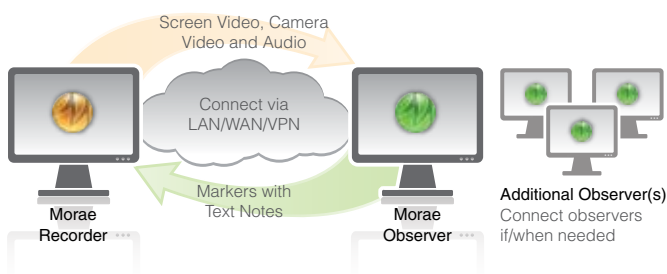 Screen Video, Camera
Video and Audio
Connect via
LAN/WAN/VPN
Markers with
Text Notes
Morae
Recorder
Morae
Observer
Additional Observer(s)
Connect observers
if/when needed